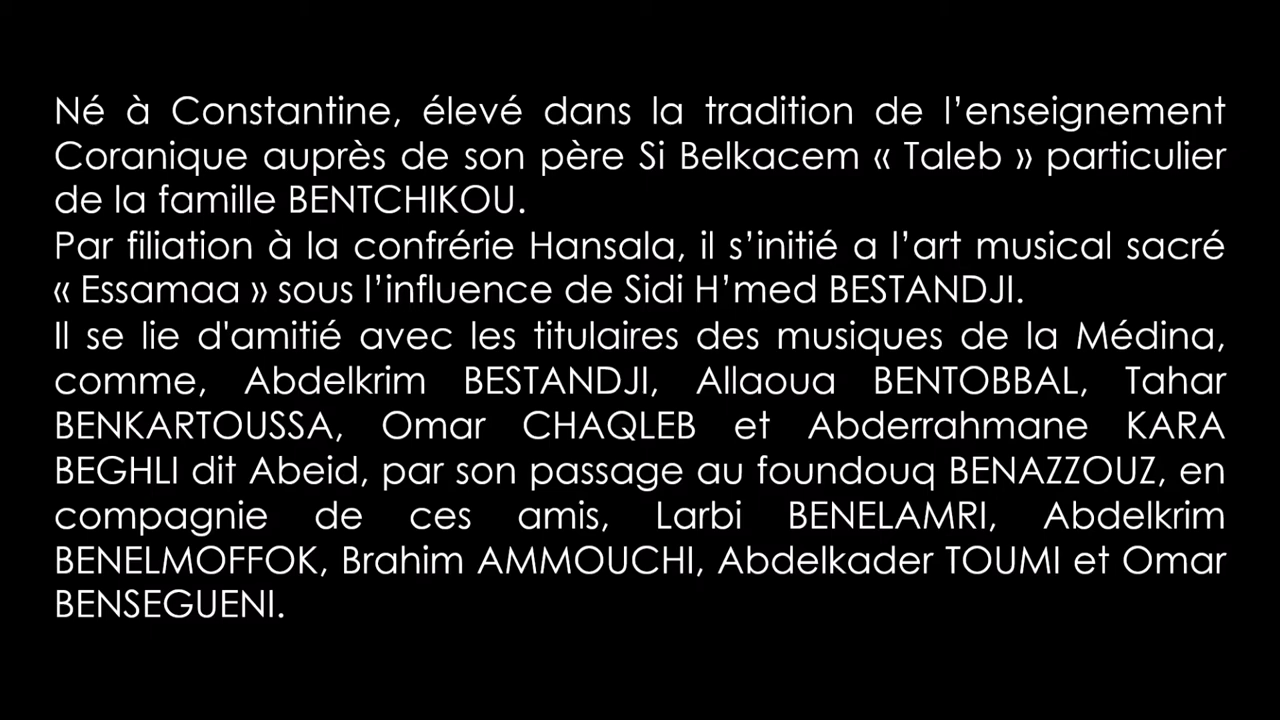 Né à Constantine, élevé dans la tradition de l’enseignement
Coranique auprès de son père Si Belkacem « Taleb » particulier
de la famille BENTCHIKOU.
Par filiation à la confrérie Hansala, il s’initié a l’art musical sacré
« Essamaa » sous l’influence de Sidi H’med BESTANDJI.
Il se lie d'amitié avec les titulaires des musiques de la Médina,
comme, Abdelkrim BESTANDJI, Allaoua BENTOBBAL, Tahar
BENKARTOUSSA, Omar CHAQLEB et Abderrahmane KARA
BEGHLI dit Abeid, par son passage au foundouq BENAZZOUZ, en
compagnie de ces amis, Larbi BENELAMRI, Abdelkrim
BENELMOFFOK, Brahim AMMOUCHI, Abdelkader TOUMI et Omar
BENSEGUENI.